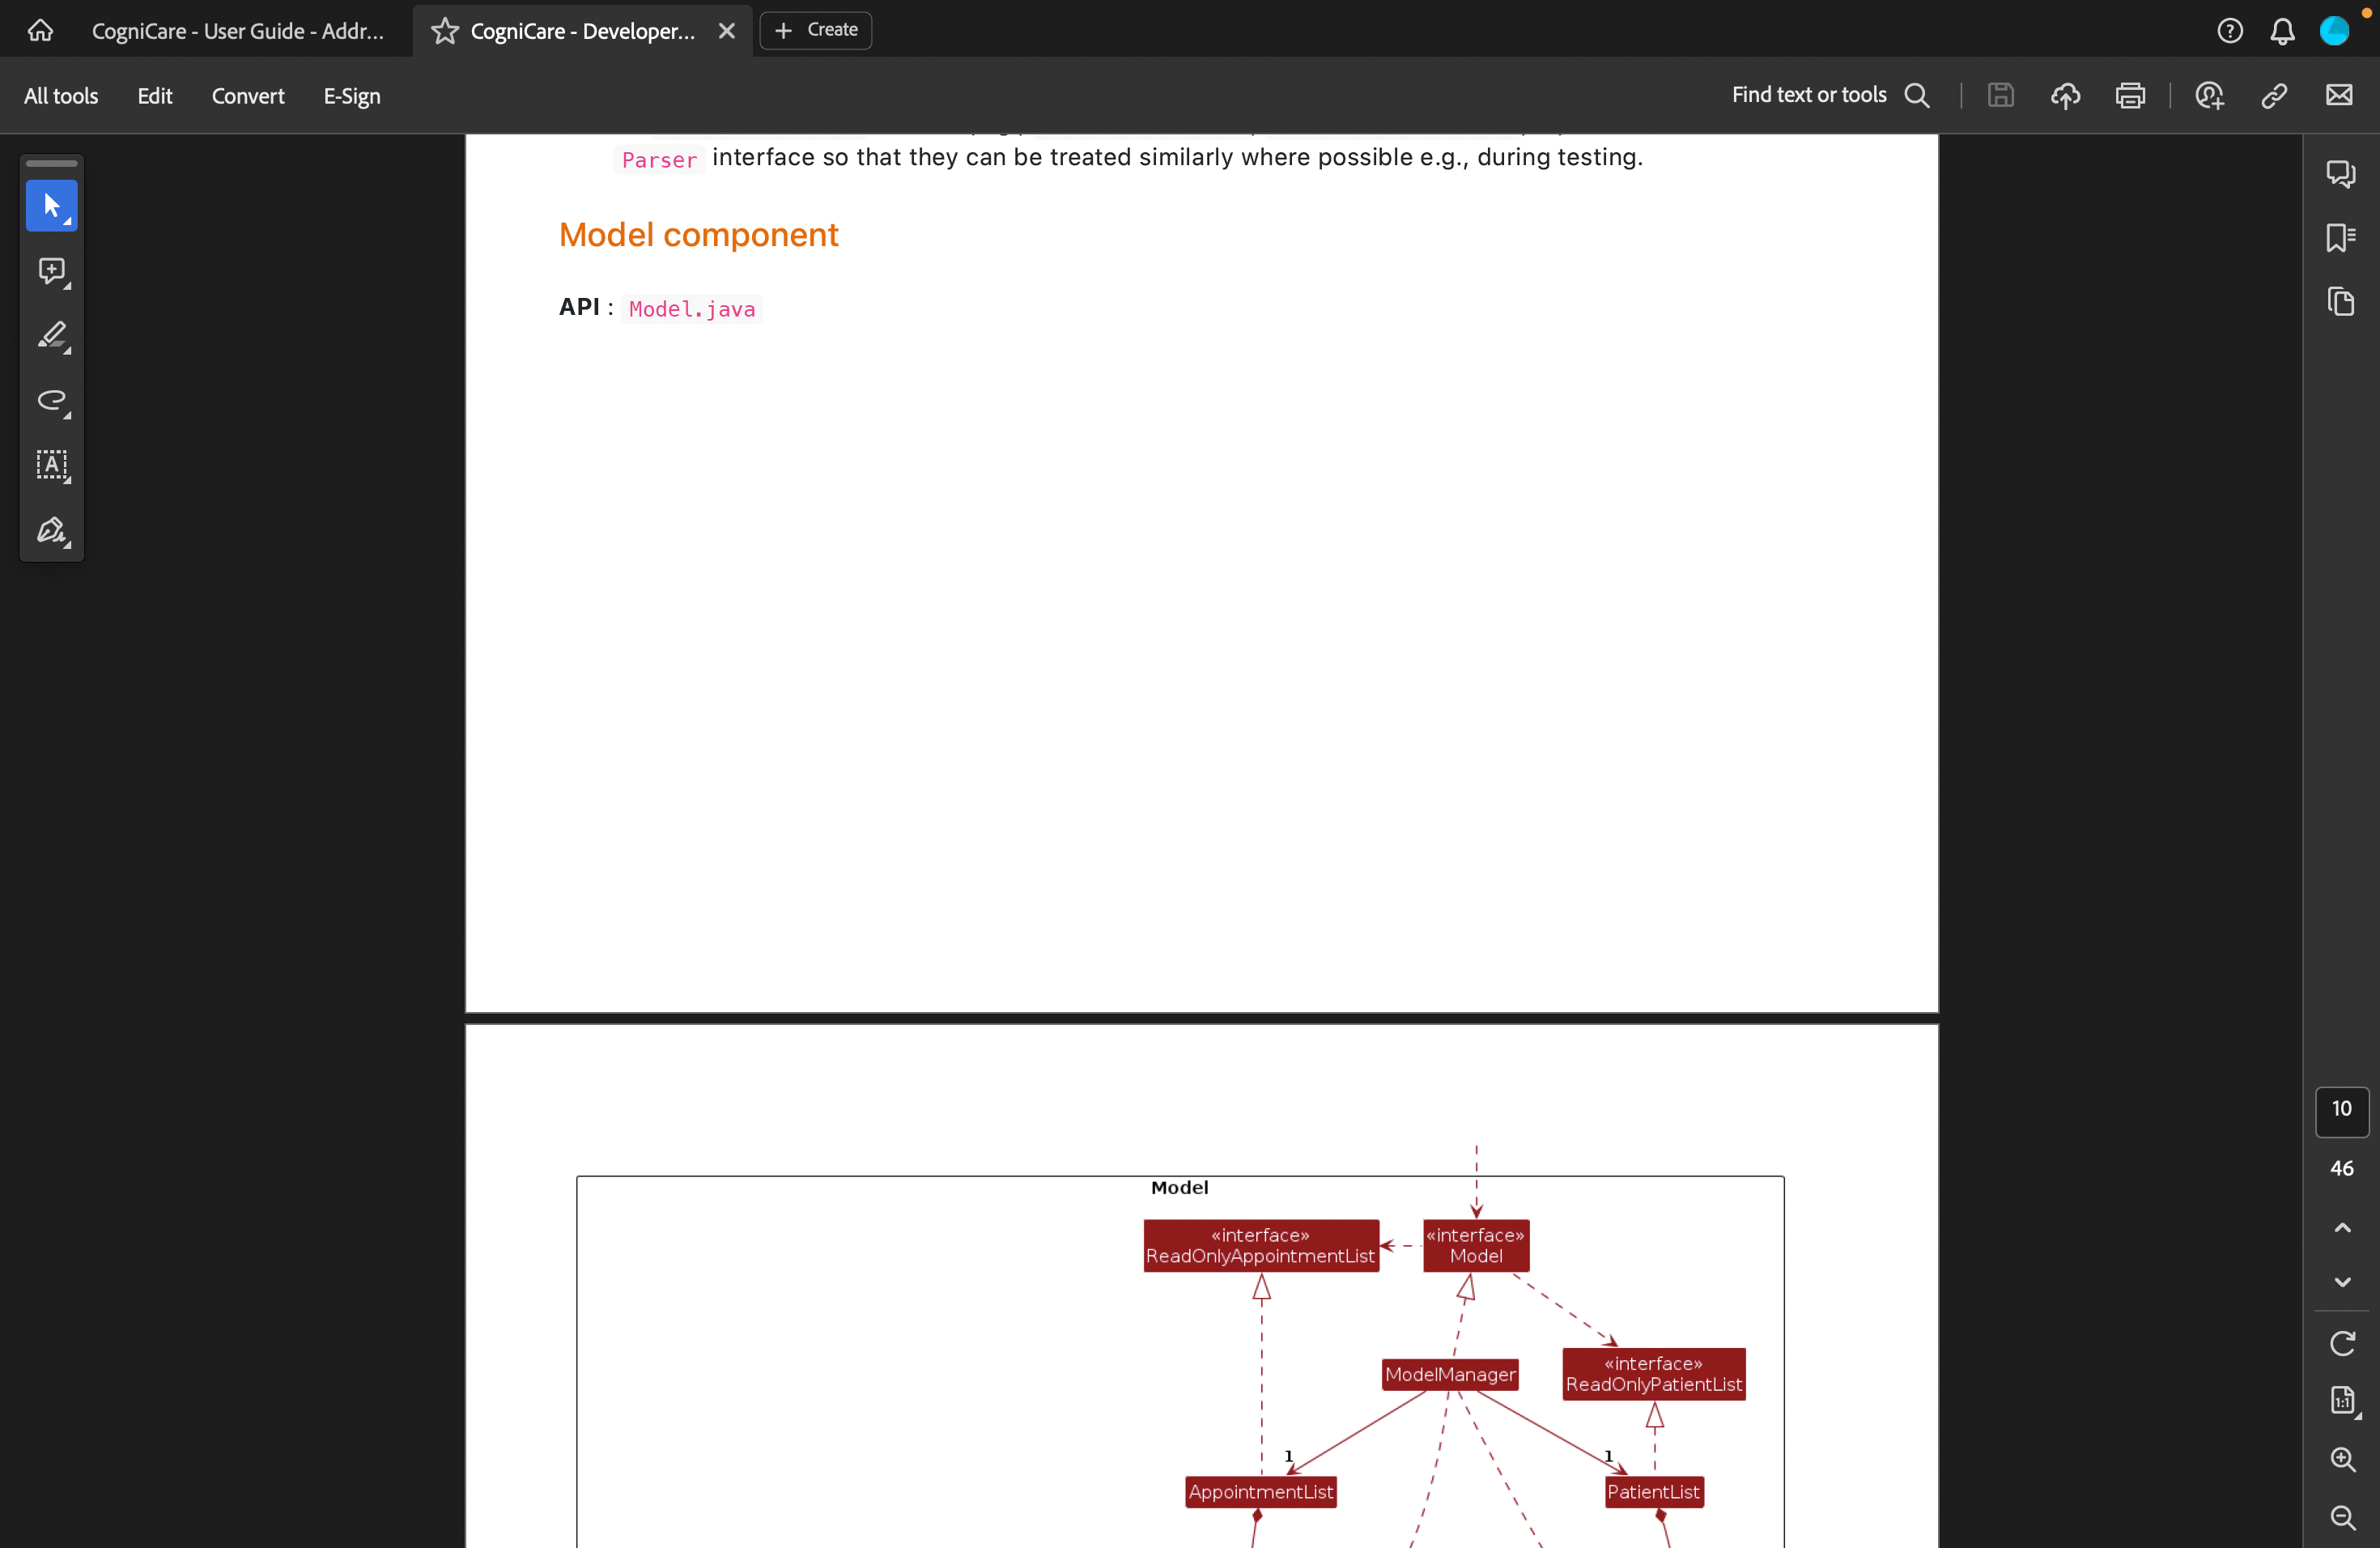 CogniCare - User Guide - Addr...
CogniCare - Developer...
Create
All tools
Edit
Convert
E-Sign
Find text or tools
Parser interface so that they can be treated similarly where possible e.g., during testing.
Model component
API : Model.java
10
46
Model
«interface»
ReadOnlyAppointmentList
«interface»
Model
ModelManager
«interface»
ReadOnlyPatientList
1
1
AppointmentList
PatientList
A
1:1